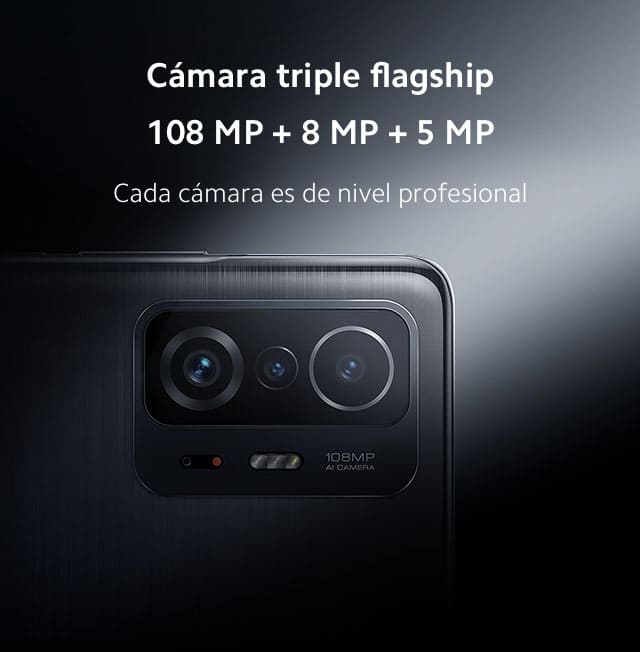 Cámara triple flagship
108 MP + 8 MP + 5 MP
Cada cámara es de nivel profesional
108MP
AI CAMERA